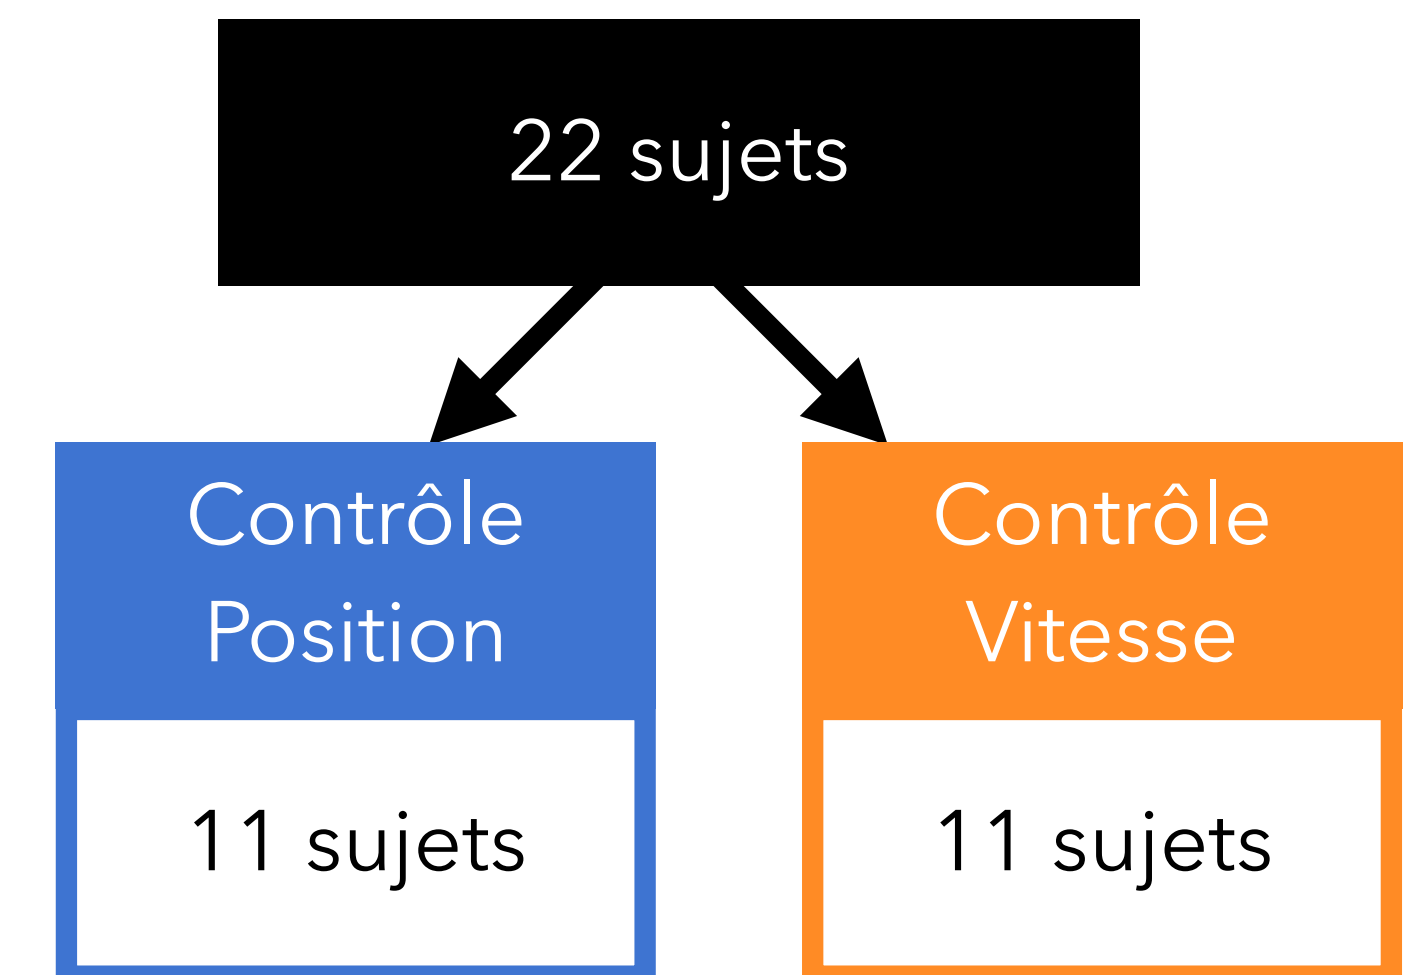 22 sujets
Contrôle
Position
11 sujets
Contrôle
Vitesse
11 sujets